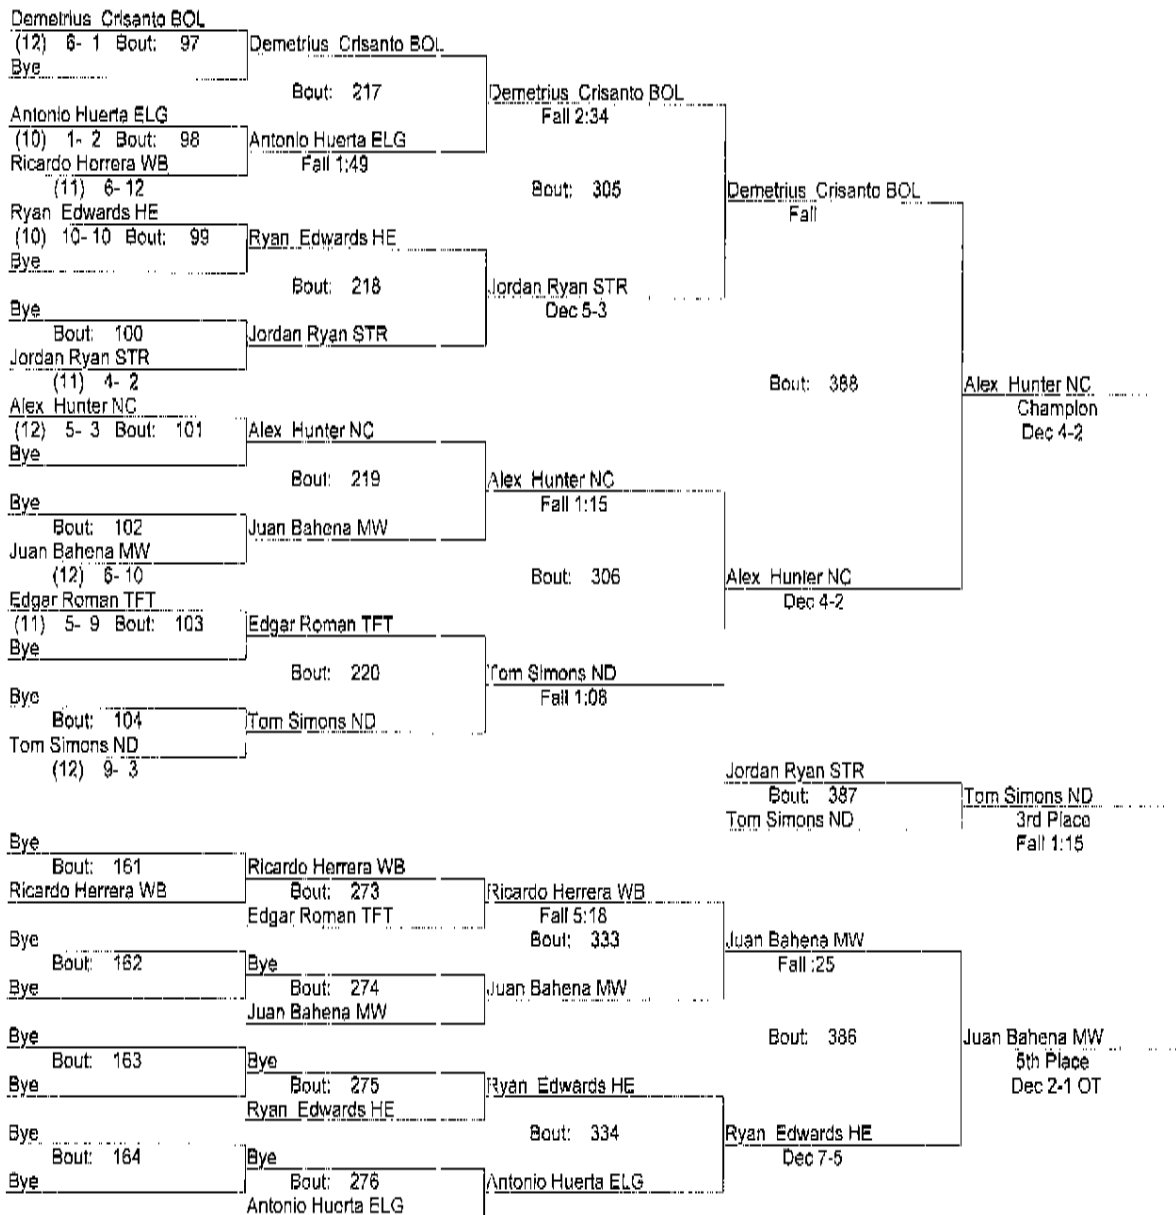 Demetrius Crisanto BOL
(12) 6- 1 Bout: 97
Bye
Demetrius Crisanto BOL
Bout: 217
Demetrius Crisanto BOL
Fall 2:34
Antonio Huerta ELG
(10) 1- 2 Bout: 98
Ricardo Herrera WB
(11) 6- 12
Antonio Huerta ELG
Fall 1:49
Bout: 305
Demetrius Crisanto BOL
Fall
Ryan Edwards HE
(10) 10- 10 Bout: 99
Bye
Ryan Edwards HE
Bout: 218
Jordan Ryan STR
Dec 5-3
Bye
Bout: 100
Jordan Ryan STR
(11) 4- 2
Jordan Ryan STR
Bout: 388
Alex Hunter NC
Champion
Dec 4-2
Alex Hunter NC
(12) 5- 3 Bout: 101
Bye
Alex Hunter NC
Bout: 219
Alex Hunter NC
Fall 1:15
Bye
Bout: 102
Juan Bahena MW
(12) 6- 10
Juan Bahena MW
Bout: 306
Alex Hunter NC
Dec 4-2
Edgar Roman TFT
(11) 5- 9 Bout: 103
Bye
Edgar Roman TFT
Bout: 220
Tom Simons ND
Fall 1:08
Bye
Bout: 104
Tom Simons ND
(12) 9- 3
Tom Simons ND
Jordan Ryan STR
Bout: 387
Tom Simons ND
Tom Simons ND
3rd Place
Fall 1:15
Bye
Bout: 161
Ricardo Herrera WB
Ricardo Herrera WB
Bout: 273
Edgar Roman TFT
Ricardo Herrera WB
Fall 5:18
Bout: 333
Juan Bahena MW
Fall :25
Bye
Bout: 162
Bye
Bye
Bout: 274
Juan Bahena MW
Juan Bahena MW
Bout: 386
Juan Bahena MW
5th Place
Dec 2-1 OT
Bye
Bout: 163
Bye
Bye
Bout: 275
Ryan Edwards HE
Ryan Edwards HE
Bout: 334
Ryan Edwards HE
Dec 7-5
Bye
Bout: 164
Bye
Bye
Bout: 276
Antonio Huerta ELG
Antonio Huerta ELG